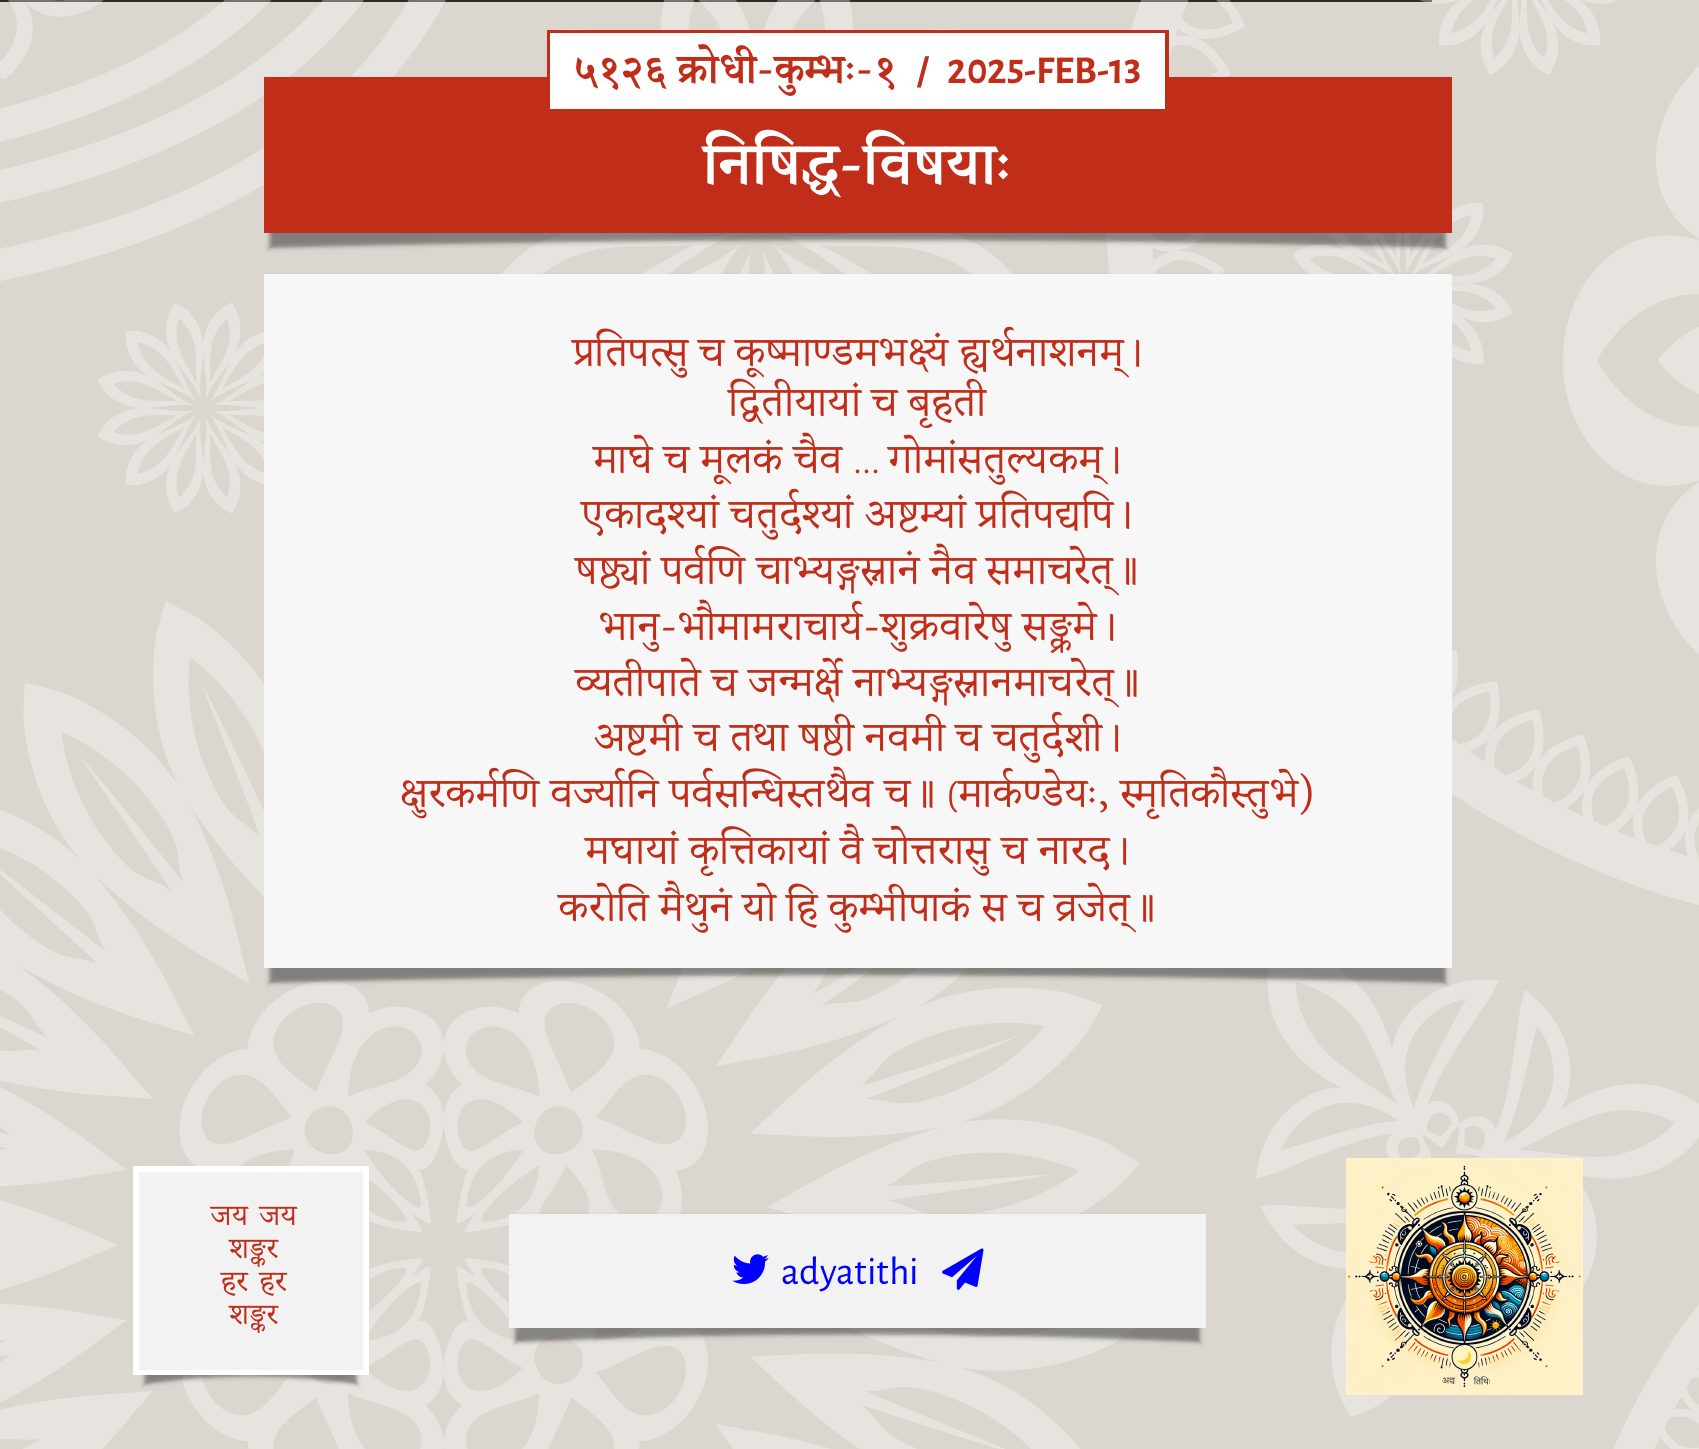 ५१२६ क्रोधी-कुम्भः-१ / 2025-FEB-13
निषिद्ध-विषयाः
प्रतिपत्सु च कूष्माण्डमभक्ष्यं ह्यर्थनाशनम्।
द्वितीयायां च बृहती
माघे च मूलकं चैव … गोमांसतुल्यकम्।
एकादश्यां चतुर्दश्यां अष्टम्यां प्रतिपद्यपि।
षष्ठ्यां पर्वणि चाभ्यङ्गस्नानं नैव समाचरेत्॥
भानु-भौमामराचार्य-शुक्रवारेषु सङ्क्रमे।
व्यतीपाते च जन्मर्क्षे नाभ्यङ्गस्नानमाचरेत्॥
अष्टमी च तथा षष्ठी नवमी च चतुर्दशी।
क्षुरकर्मणि वर्ज्यानि पर्वसन्धिस्तथैव च॥ (मार्कण्डेयः, स्मृतिकौस्तुभे)
मघायां कृत्तिकायां वै चोत्तरासु च नारद।
करोति मैथुनं यो हि कुम्भीपाकं स च व्रजेत्॥
जय जय
शङ्कर
हर हर
शङ्कर
adyatithi
अद्य तिथिः